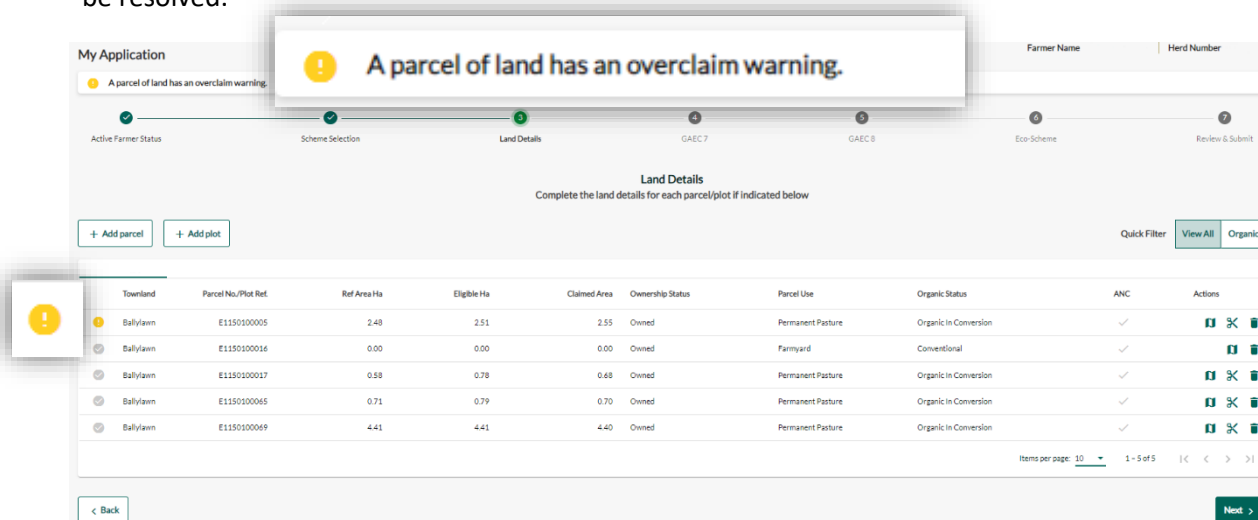 be resolved.
My Application
A parcel of land has an overclaim warning.
Farmer Name Herd Number
A parcel of land has an overclaim warning.
3 4 5 6 7
Active Farmer Status Scheme Selection Land Details GAEC 7 GAEC 8 Eco-Scheme Review & Submit
Land Details
Complete the land details for each parcel/plot if indicated below
+ Add parcel + Add plot Quick Filter View All Organic
Townland Parcel No./Plot Ref. Ref Area Ha Eligible Ha Claimed Area Ownership Status Parcel Use Organic Status ANC Actions
Ballylawn E1150100005 2.48 2.51 2.55 Owned Permanent Pasture Organic In Conversion
Ballylawn E1150100016 0.00 0.00 0.00 Owned Farmyard Conventional
Ballylawn E1150100017 0.58 0.78 0.68 Owned Permanent Pasture Organic In Conversion
Ballylawn E1150100065 0.71 0.79 0.70 Owned Permanent Pasture Organic In Conversion
Ballylawn E1150100069 4.41 4.41 4.40 Owned Permanent Pasture Organic In Conversion
Items per page: 10 1 – 5 of 5
< Back Next >